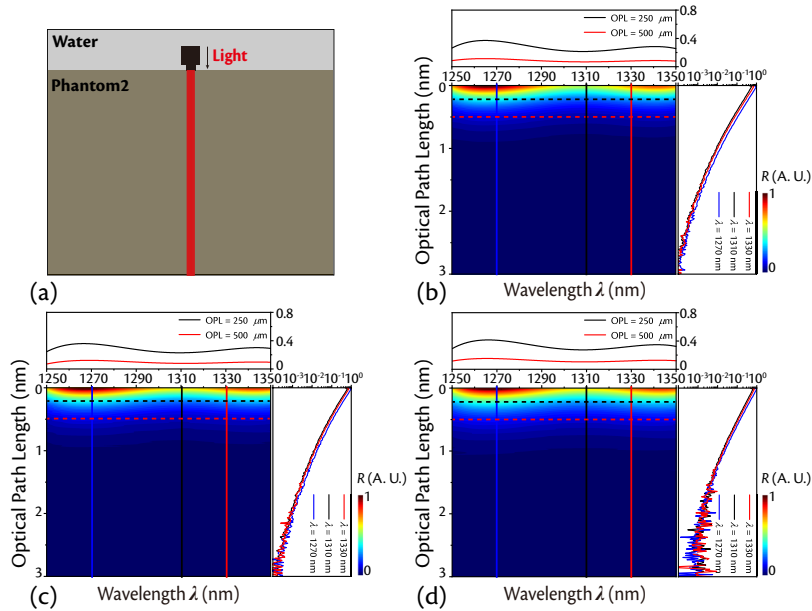 Water
Light
Phantom2
(a)
OPL = 250 μm
OPL = 500 μm
0.8
0.4
0
1250 1270 1290 1310 1330 1350
10⁻³ 10⁻² 10⁻¹ 10⁰
0
1
2
3
Optical Path Length (nm)
Wavelength λ (nm)
R (A. U.)
1
0
λ = 1270 nm
λ = 1310 nm
λ = 1330 nm
(b)
OPL = 250 μm
OPL = 500 μm
0.8
0.4
0
1250 1270 1290 1310 1330 1350
10⁻³ 10⁻² 10⁻¹ 10⁰
0
1
2
3
Optical Path Length (nm)
Wavelength λ (nm)
R (A. U.)
1
0
λ = 1270 nm
λ = 1310 nm
λ = 1330 nm
(c)
OPL = 250 μm
OPL = 500 μm
0.8
0.4
0
1250 1270 1290 1310 1330 1350
10⁻³ 10⁻² 10⁻¹ 10⁰
0
1
2
3
Optical Path Length (nm)
Wavelength λ (nm)
R (A. U.)
1
0
λ = 1270 nm
λ = 1310 nm
λ = 1330 nm
(d)